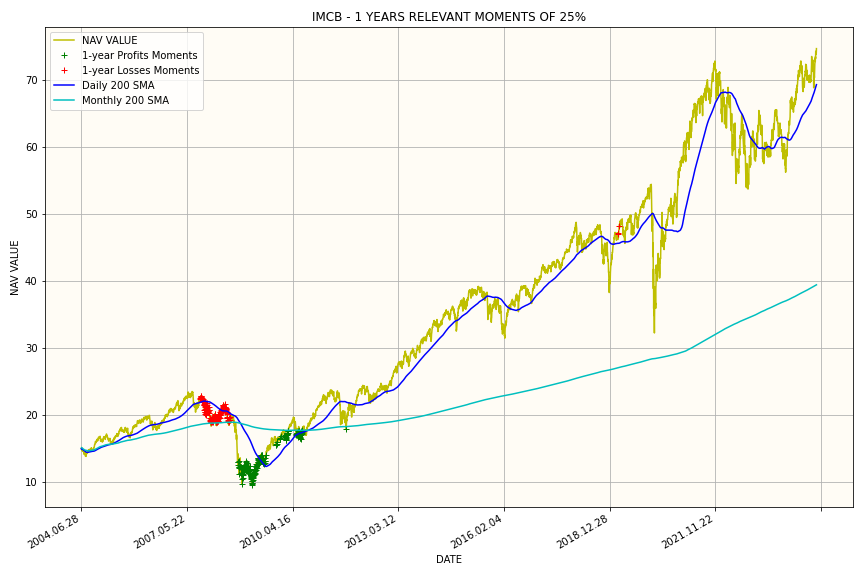 IMCB - 1 YEARS RELEVANT MOMENTS OF 25%
NAV VALUE
1-year Profits Moments
1-year Losses Moments
Daily 200 SMA
Monthly 200 SMA
70
60
50
40
30
20
10
NAV VALUE
2004.06.28
2007.05.22
2010.04.16
2013.03.12
2016.02.04
2018.12.28
2021.11.22
DATE